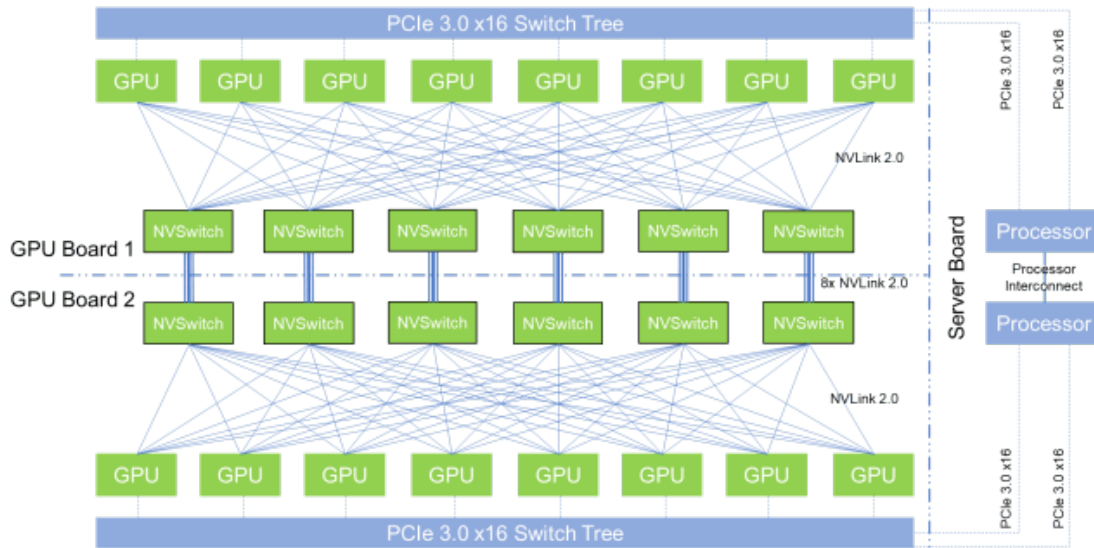 PCIe 3.0 x16 Switch Tree
GPU GPU GPU GPU GPU GPU GPU GPU
PCIe 3.0 x16
PCIe 3.0 x16
NVLink 2.0
NVSwitch NVSwitch NVSwitch NVSwitch NVSwitch NVSwitch
GPU Board 1
Processor
Server Board
Processor
Interconnect
8x NVLink 2.0
GPU Board 2
NVSwitch NVSwitch NVSwitch NVSwitch NVSwitch NVSwitch
Processor
NVLink 2.0
GPU GPU GPU GPU GPU GPU GPU GPU
PCIe 3.0 x16
PCIe 3.0 x16
PCIe 3.0 x16 Switch Tree